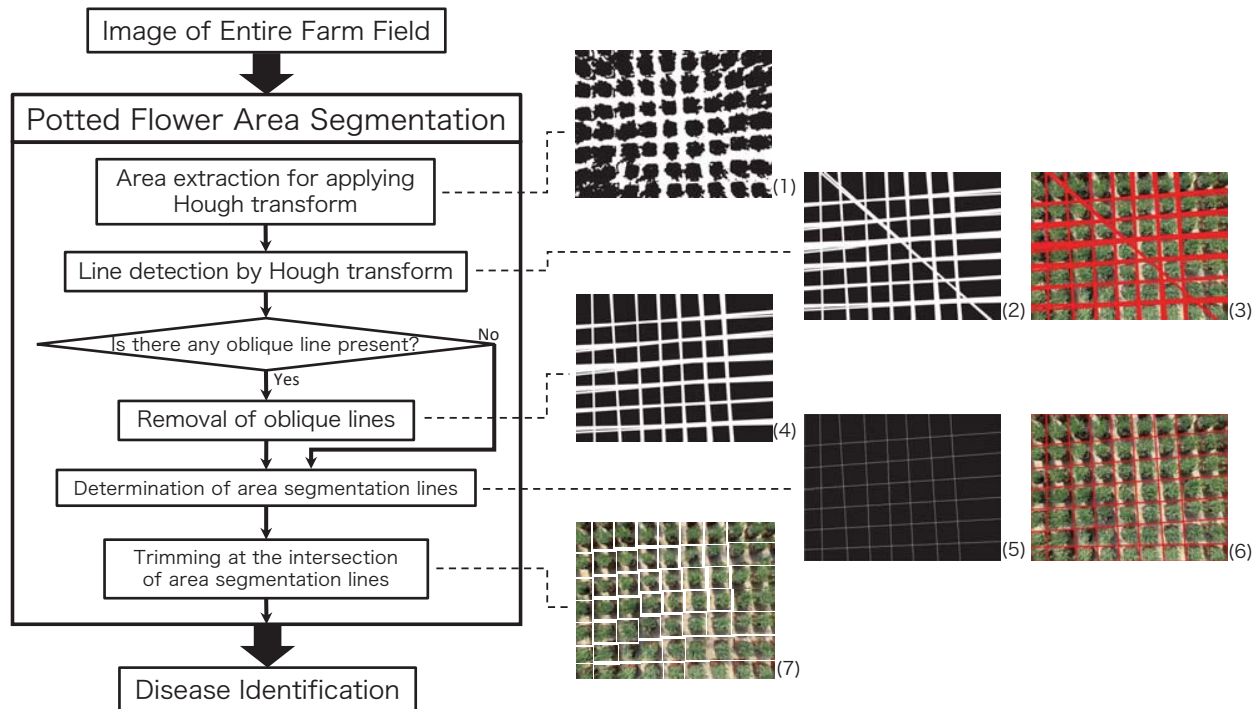 Image of Entire Farm Field
Potted Flower Area Segmentation
Area extraction for applying
Hough transform
(1)
Line detection by Hough transform
(2)
(3)
Is there any oblique line present?
No
Yes
Removal of oblique lines
(4)
Determination of area segmentation lines
(5)
(6)
Trimming at the intersection
of area segmentation lines
(7)
Disease Identification